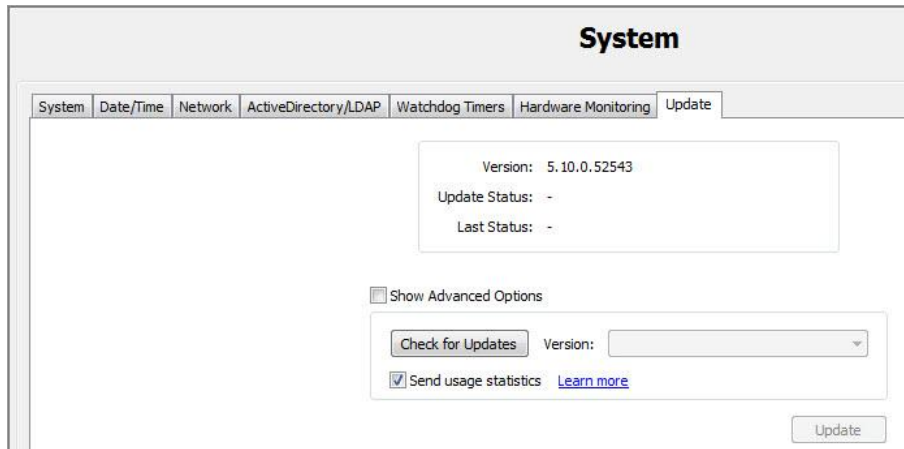 System
System Date/Time Network ActiveDirectory/LDAP Watchdog Timers Hardware Monitoring Update
Version: 5.10.0.52543
Update Status: -
Last Status: -
Show Advanced Options
Check for Updates Version:
Send usage statistics Learn more
Update